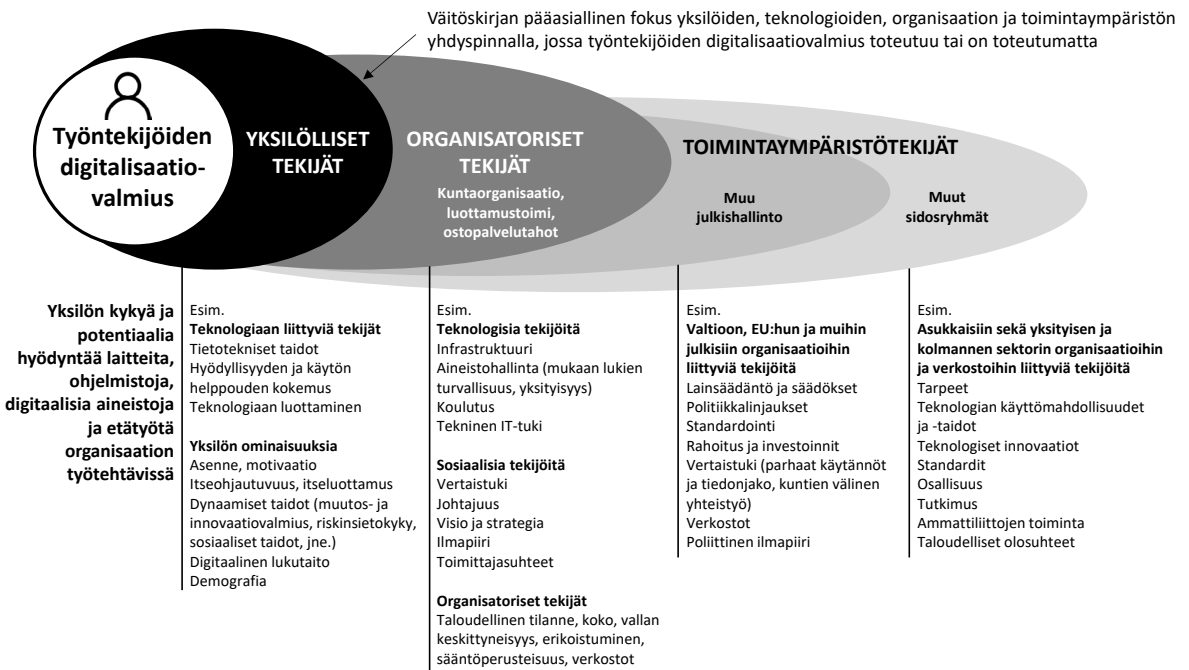 Väitöskirjan pääasiallinen fokus yksilöiden, teknologioiden, organisaation ja toimintaympäristön
yhdyspinnalla, jossa työntekijöiden digitalisaatiovalmius toteutuu tai on toteutumatta
Työntekijöiden
digitalisaatio-
valmius
YKSILÖLLISET
TEKIJÄT
ORGANISATORISET
TEKIJÄT
Kuntaorganisaatio,
luottamustoimi,
ostopalvelutahot
TOIMINTAYMPÄRISTÖTEKIJÄT
Muu
julkishallinto
Muut
sidosryhmät
Yksilön kykyä ja
potentiaalia
hyödyntää laitteita,
ohjelmistoja,
digitaalisia aineistoja
ja etätyötä
organisaation
työtehtävissä
Esim.
Teknologiaan liittyviä tekijät
Tietotekniset taidot
Hyödyllisyyden ja käytön
helppouden kokemus
Teknologiaan luottaminen
Yksilön ominaisuuksia
Asenne, motivaatio
Itseohjautuvuus, itseluottamus
Dynaamiset taidot (muutos- ja
innovaatiovalmius, riskinsietokyky,
sosiaaliset taidot, jne.)
Digitaalinen lukutaito
Demografia
Esim.
Teknologisia tekijöitä
Infrastruktuuri
Aineistohallinta (mukaan lukien
turvallisuus, yksityisyys)
Koulutus
Tekninen IT-tuki
Sosiaalisia tekijöitä
Vertaistuki
Johtajuus
Visio ja strategia
Ilmapiiri
Toimittajasuhteet
Organisatoriset tekijät
Taloudellinen tilanne, koko, vallan
keskittyneisyys, erikoistuminen,
sääntöperusteisuus, verkostot
Esim.
Valtioon, EU:hun ja muihin
julkisiin organisaatioihin
liittyviä tekijöitä
Lainsäädäntö ja säädökset
Politiikkalinjaukset
Standardointi
Rahoitus ja investoinnit
Vertaistuki (parhaat käytännöt
ja tiedonjako, kuntien välinen
yhteistyö)
Verkostot
Poliittinen ilmapiiri
Esim.
Asukkaisiin sekä yksityisen ja
kolmannen sektorin organisaatioihin
ja verkostoihin liittyviä tekijöitä
Tarpeet
Teknologian käyttömahdollisuudet
ja -taidot
Teknologiset innovaatiot
Standardit
Osallisuus
Tutkimus
Ammattiliittojen toiminta
Taloudelliset olosuhteet